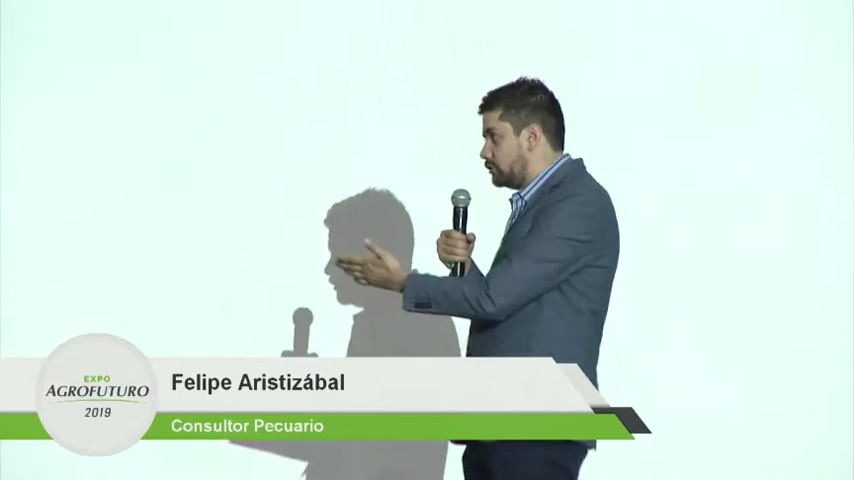 Felipe Aristizábal
EXPO
AGROFUTURO
2019
Consultor Pecuario